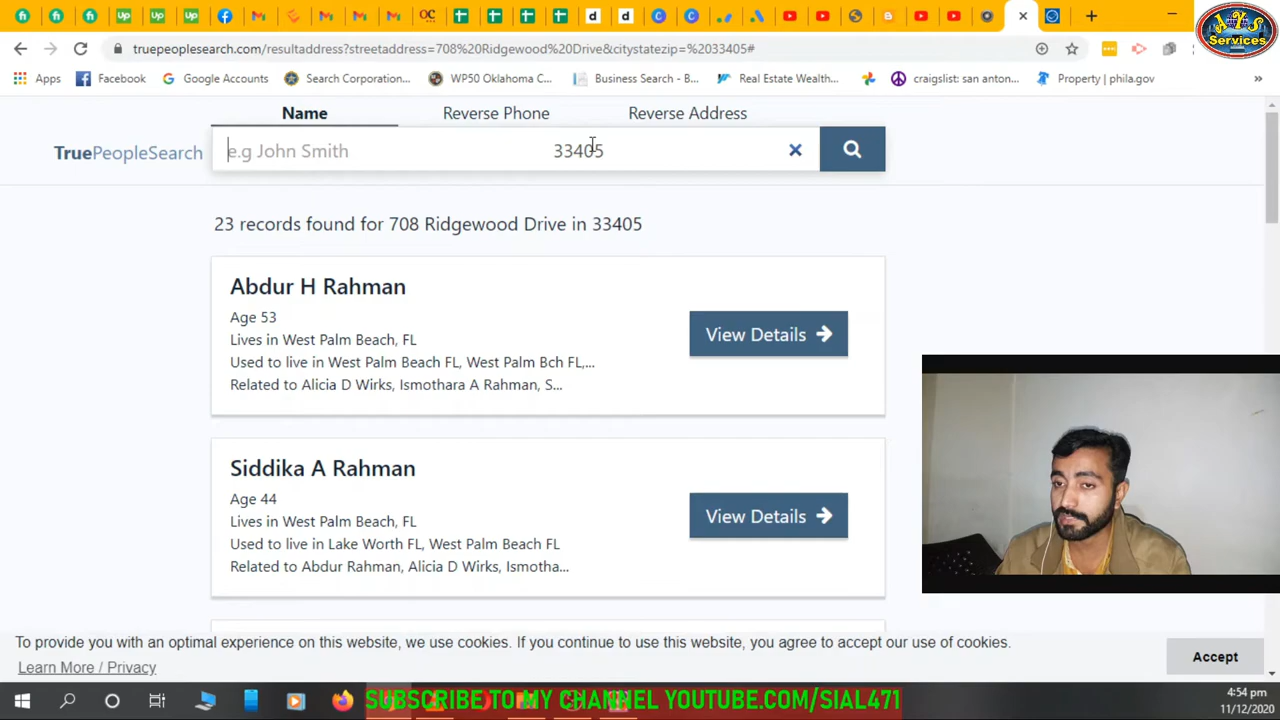 OC
d
d
C
C
AYS
Services
truepeoplesearch.com/resultaddress?streetaddress=708%20Ridgewood%20Drive&citystatezip=%2033405#
Apps
Facebook
Google Accounts
Search Corporation...
WP50 Oklahoma C...
Business Search - B...
Real Estate Wealth...
craigslist: san anton...
Property | phila.gov
»
Name
Reverse Phone
Reverse Address
TruePeopleSearch
e.g John Smith
33405
23 records found for 708 Ridgewood Drive in 33405
Abdur H Rahman
Age 53
Lives in West Palm Beach, FL
Used to live in West Palm Beach FL, West Palm Bch FL,...
Related to Alicia D Wirks, Ismothara A Rahman, S...
View Details
Siddika A Rahman
Age 44
Lives in West Palm Beach, FL
Used to live in Lake Worth FL, West Palm Beach FL
Related to Abdur Rahman, Alicia D Wirks, Ismotha...
View Details
To provide you with an optimal experience on this website, we use cookies. If you continue to use this website, you agree to accept our use of cookies.
Learn More / Privacy
Accept
SUBSCRIBE TO MY CHANNEL YOUTUBE.COM/SIAL471
4:54 pm
11/12/2020